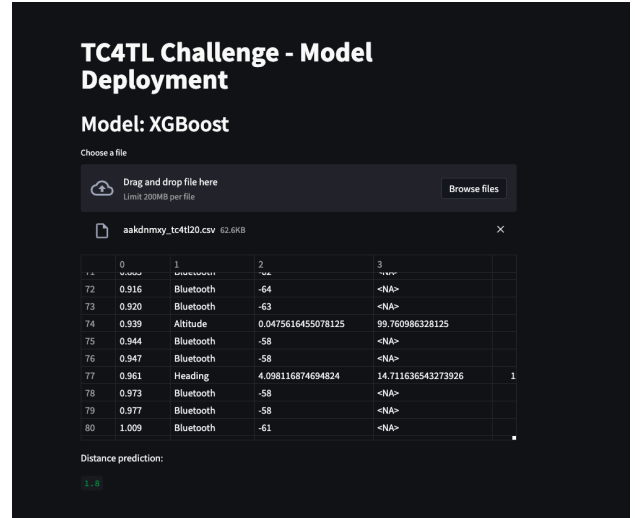 TC4TL Challenge - Model
Deployment
Model: XGBoost
Choose a file
Drag and drop file here
Limit 200MB per file
Browse files
aakdnmxy_tc4tl20.csv 62.6KB
0 1 2 3
72 0.916 Bluetooth -64 <NA>
73 0.920 Bluetooth -63 <NA>
74 0.939 Altitude 0.0475616455078125 99.760986328125
75 0.944 Bluetooth -58 <NA>
76 0.947 Bluetooth -58 <NA>
77 0.961 Heading 4.098116874694824 14.711636543273926 1
78 0.973 Bluetooth -58 <NA>
79 0.977 Bluetooth -58 <NA>
80 1.009 Bluetooth -61 <NA>
Distance prediction:
1.8